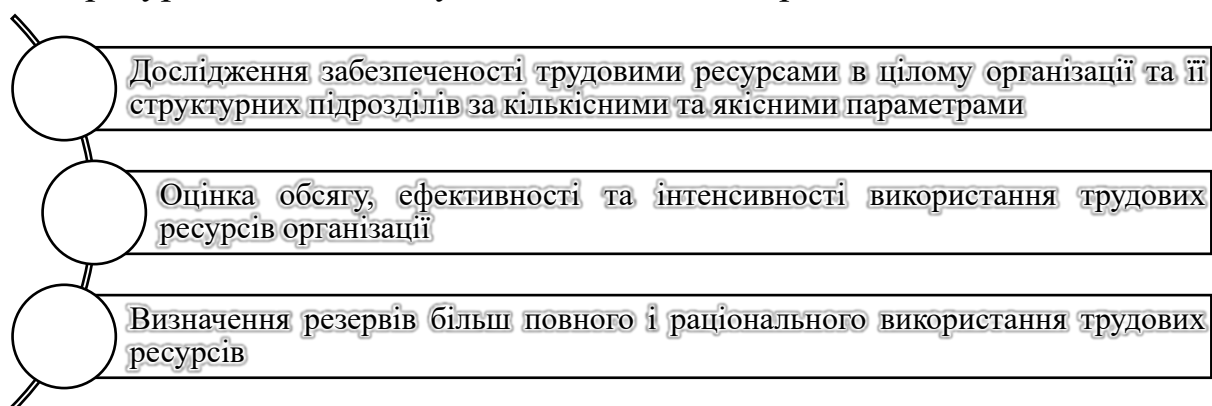 Дослідження забезпеченості трудовими ресурсами в цілому організації та її
структурних підрозділів за кількісними та якісними параметрами
Оцінка обсягу, ефективності та інтенсивності використання трудових
ресурсів організації
Визначення резервів більш повного і раціонального використання трудових
ресурсів